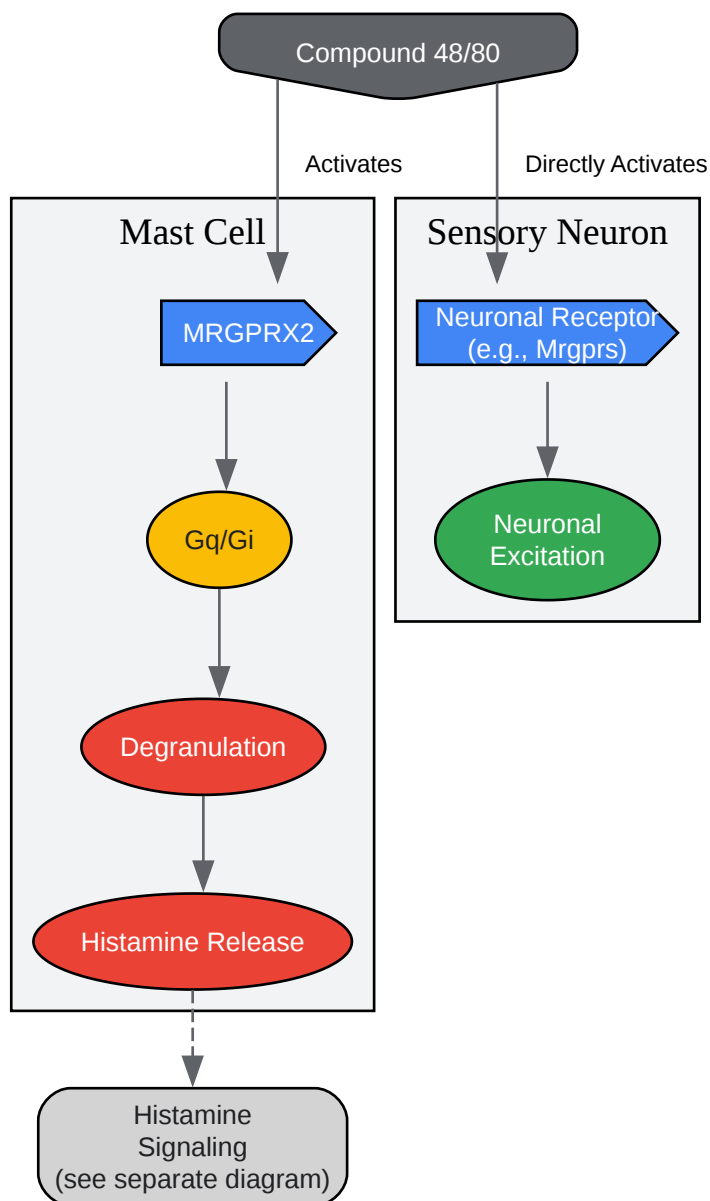 Compound 48/80
Activates
Directly Activates
Mast Cell
Sensory Neuron
MRGPRX2
Neuronal Receptor
(e.g., Mrgprs)
Gq/Gi
Neuronal
Excitation
Degranulation
Histamine Release
Histamine
Signaling
(see separate diagram)